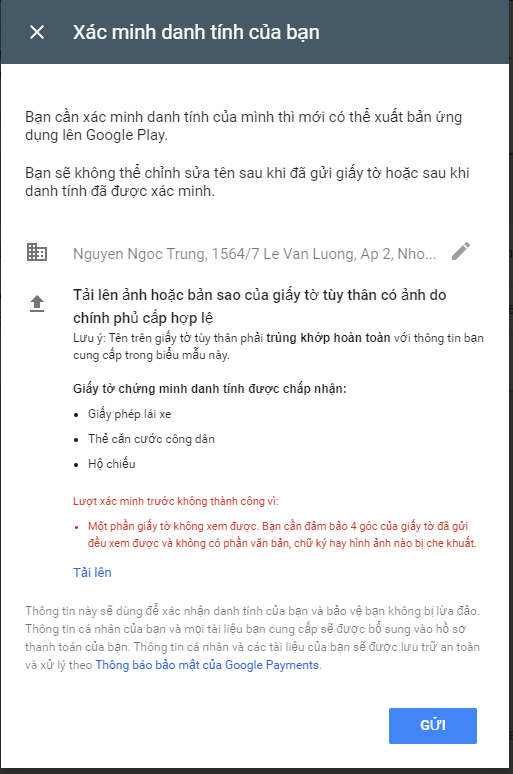 Xác minh danh tính của bạn
Bạn cần xác minh danh tính của mình thì mới có thể xuất bản ứng
dụng lên Google Play.
Bạn sẽ không thể chỉnh sửa tên sau khi đã gửi giấy tờ hoặc sau khi
danh tính đã được xác minh.
Nguyen Ngoc Trung, 1564/7 Le Van Luong, Ap 2, Nho...
Tải lên ảnh hoặc bản sao của giấy tờ tùy thân có ảnh do
chính phủ cấp hợp lệ
Lưu ý: Tên trên giấy tờ tùy thân phải trùng khớp hoàn toàn với thông tin bạn
cung cấp trong biểu mẫu này.
Giấy tờ chứng minh danh tính được chấp nhận:
• Giấy phép lái xe
• Thẻ căn cước công dân
• Hộ chiếu
Lượt xác minh trước không thành công vì:
• Một phần giấy tờ không xem được. Bạn cần đảm bảo 4 góc của giấy tờ đã gửi
đều xem được và không có phần văn bản, chữ ký hay hình ảnh nào bị che khuất.
Tải lên
Thông tin này sẽ dùng để xác nhận danh tính của bạn và bảo vệ bạn không bị lừa đảo.
Thông tin cá nhân của bạn và mọi tài liệu bạn cung cấp sẽ được bổ sung vào hồ sơ
thanh toán của bạn. Thông tin cá nhân và các tài liệu của bạn sẽ được lưu trữ an toàn
và xử lý theo Thông báo bảo mật của Google Payments.
GỬI